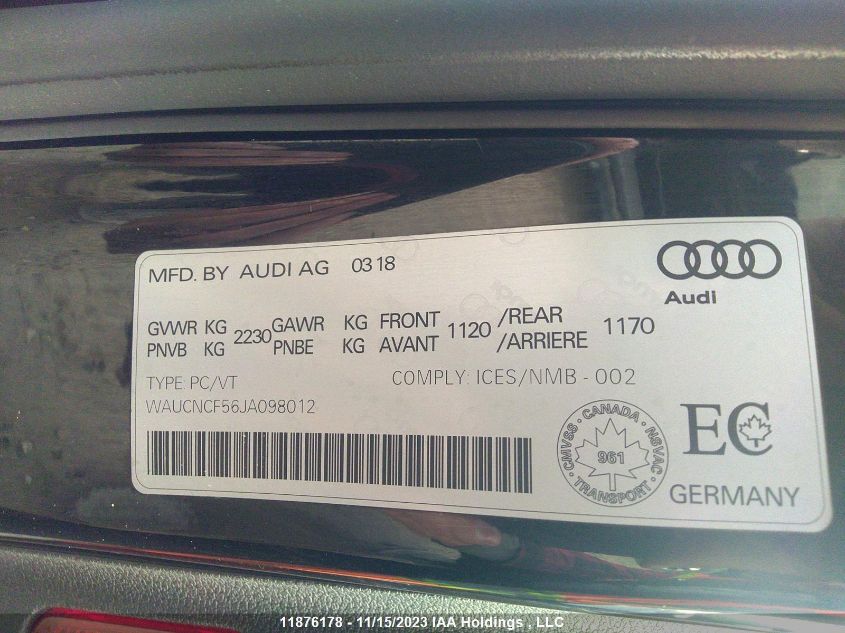 MFD. BY AUDI AG 03 18
Audi
GVWR KG 2230 GAWR KG FRONT 1120 /REAR 1170
PNVB KG PNBE KG AVANT /ARRIERE
TYPE: PC/VT COMPLY: ICES/NMB - 002
WAUCNCF56JA098012
CMVSS - CANADA - NSVAC
961
TRANSPORT
EC
GERMANY
11876178 - 11/15/2023 IAA Holdings , LLC